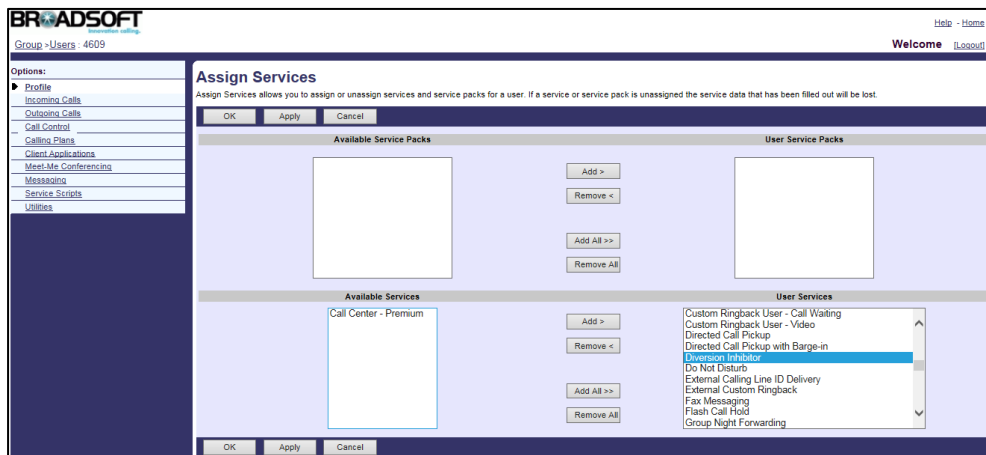 BROADSOFT
innovation calling.
Help - Home
Group >Users : 4609
Welcome [Logout]
Options:
Profile
Incoming Calls
Outgoing Calls
Call Control
Calling Plans
Client Applications
Meet-Me Conferencing
Messaging
Service Scripts
Utilities
Assign Services
Assign Services allows you to assign or unassign services and service packs for a user. If a service or service pack is unassigned the service data that has been filled out will be lost.
OK Apply Cancel
Available Service Packs User Service Packs
Add >
Remove <
Add All >>
Remove All
Available Services User Services
Call Center - Premium
Add >
Remove <
Add All >>
Remove All
Custom Ringback User - Call Waiting
Custom Ringback User - Video
Directed Call Pickup
Directed Call Pickup with Barge-in
Diversion Inhibitor
Do Not Disturb
External Calling Line ID Delivery
External Custom Ringback
Fax Messaging
Flash Call Hold
Group Night Forwarding
OK Apply Cancel